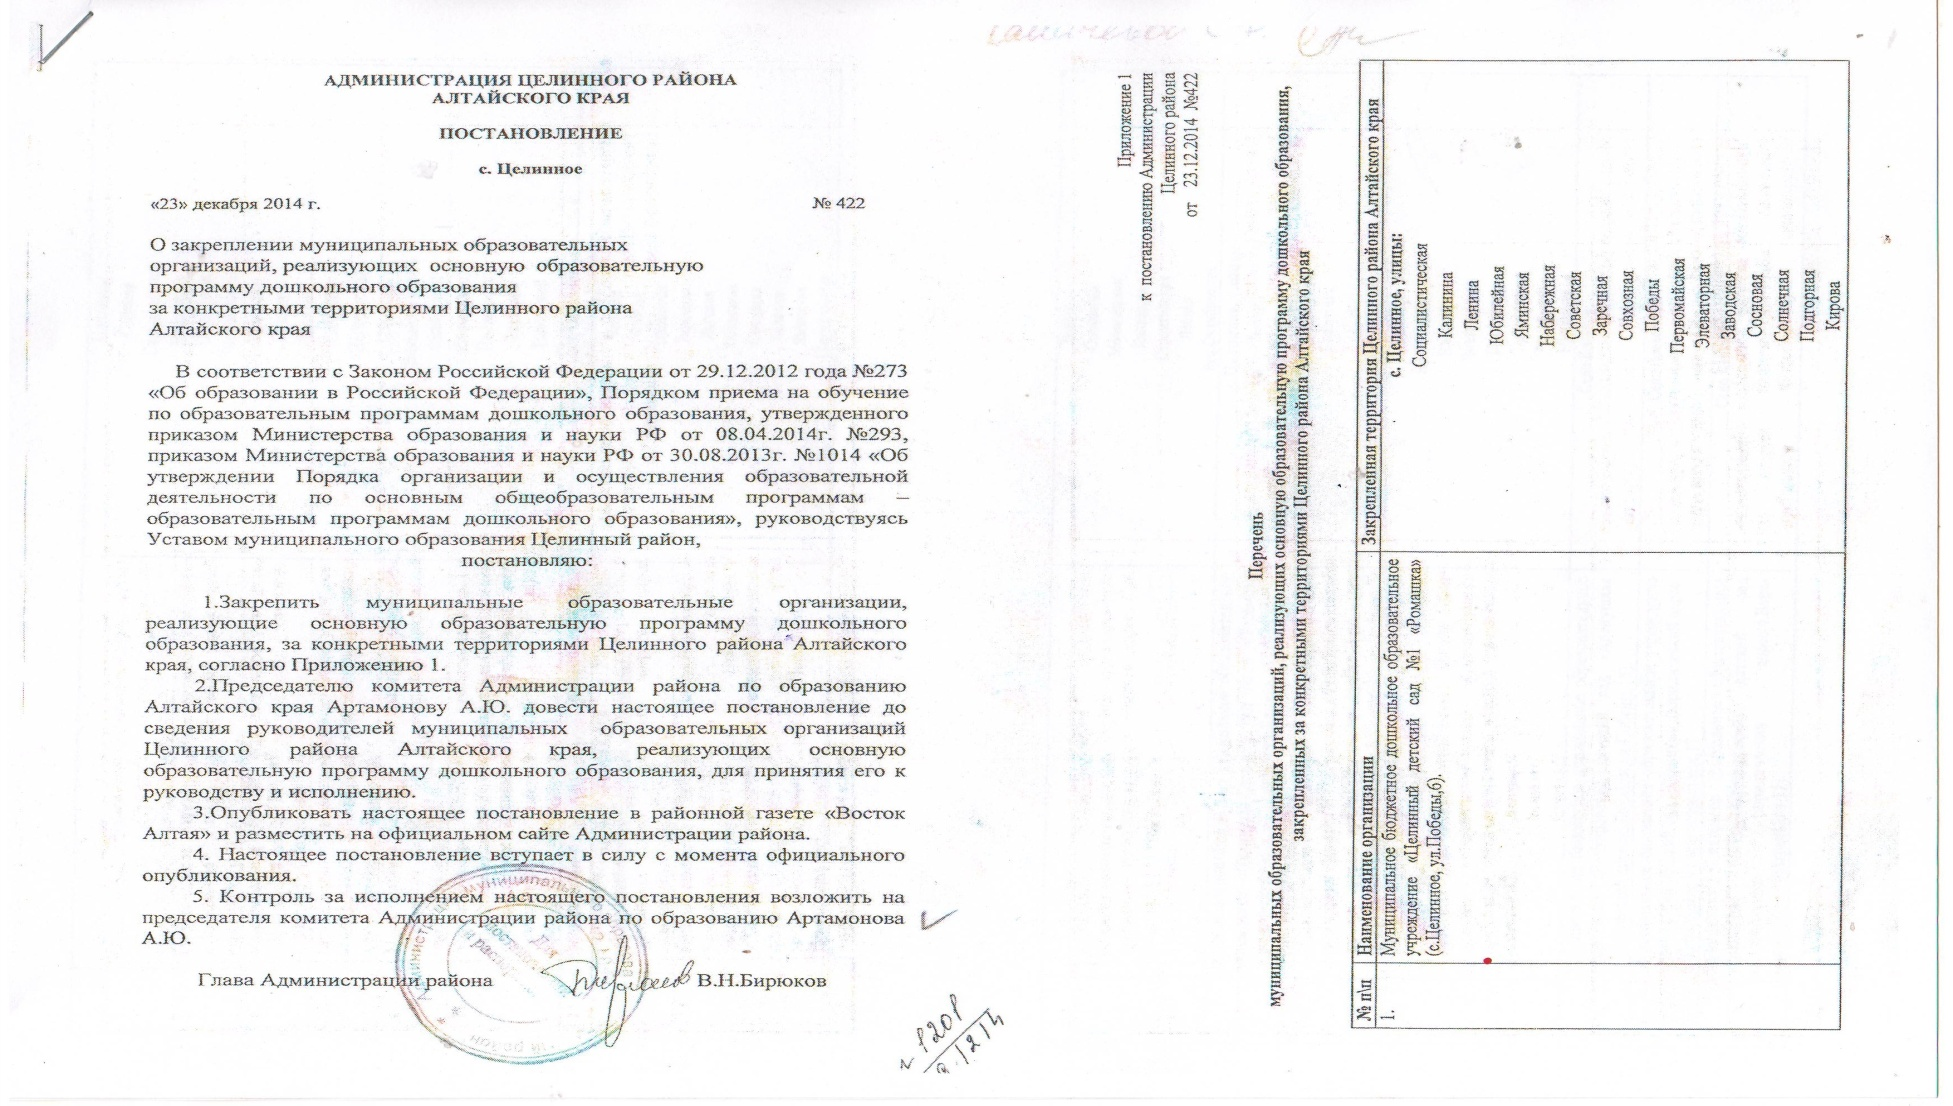 АДМИНИСТРАЦИЯ ЦЕЛИННОГО РАЙОНА
АЛТАЙСКОГО КРАЯ
ПОСТАНОВЛЕНИЕ
с. Целинное
«23» декабря 2014 г. № 422
О закреплении муниципальных образовательных
организаций, реализующих основную образовательную
программу дошкольного образования
за конкретными территориями Целинного района
Алтайского края
В соответствии с Законом Российской Федерации от 29.12.2012 года №273
«Об образовании в Российской Федерации», Порядком приема на обучение
по образовательным программам дошкольного образования, утвержденного
приказом Министерства образования и науки РФ от 08.04.2014г. №293,
приказом Министерства образования и науки РФ от 30.08.2013г. №1014 «Об
утверждении Порядка организации и осуществления образовательной
деятельности по основным общеобразовательным программам –
образовательным программам дошкольного образования», руководствуясь
Уставом муниципального образования Целинный район,
постановляю:
1.Закрепить муниципальные образовательные организации,
реализующие основную образовательную программу дошкольного
образования, за конкретными территориями Целинного района Алтайского
края, согласно Приложению 1.
2.Председателю комитета Администрации района по образованию
Алтайского края Артамонову А.Ю. довести настоящее постановление до
сведения руководителей муниципальных образовательных организаций
Целинного района Алтайского края, реализующих основную
образовательную программу дошкольного образования, для принятия его к
руководству и исполнению.
3.Опубликовать настоящее постановление в районной газете «Восток
Алтая» и разместить на официальном сайте Администрации района.
4. Настоящее постановление вступает в силу с момента официального
опубликования.
5. Контроль за исполнением настоящего постановления возложить на
председателя комитета Администрации района по образованию Артамонова
А.Ю.
Глава Администрации района В.Н.Бирюков
Приложение 1
к постановлению Администрации
Целинного района
от 23.12.2014 №422
Перечень
муниципальных образовательных организаций, реализующих основную образовательную программу дошкольного образования,
закрепленных за конкретными территориями Целинного района Алтайского края
№ п\п Наименование организации Закрепленная территория Целинного района Алтайского края
1. Муниципальное бюджетное дошкольное образовательное
учреждение «Целинный детский сад №1 «Ромашка»
(с.Целинное, ул.Победы,6).
с. Целинное, улицы:
Социалистическая
Калинина
Ленина
Юбилейная
Яминская
Набережная
Советская
Заречная
Совхозная
Победы
Первомайская
Элеваторная
Заводская
Сосновая
Солнечная
Подгорная
Кирова